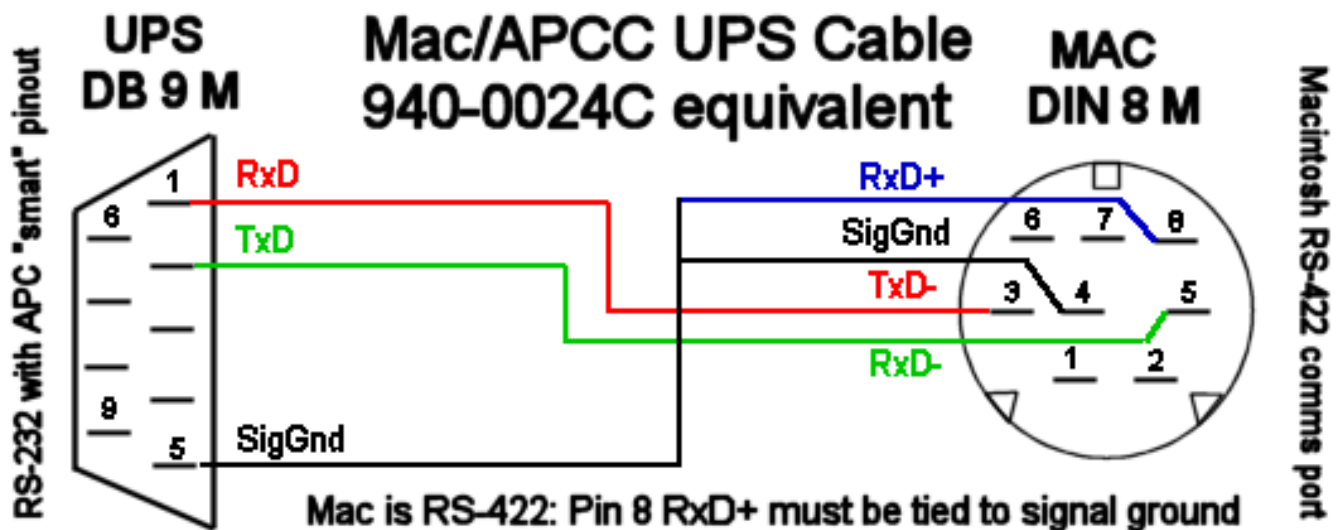 UPS
DB 9 M
Mac/APCC UPS Cable
940-0024C equivalent
MAC
DIN 8 M
RS-232 with APC "smart" pinout
Macintosh RS-422 comms port
1
RxD
6
TxD
9
5
SigGnd
RxD+
SigGnd
TxD-
RxD-
6
7
8
3
4
5
1
2
Mac is RS-422: Pin 8 RxD+ must be tied to signal ground